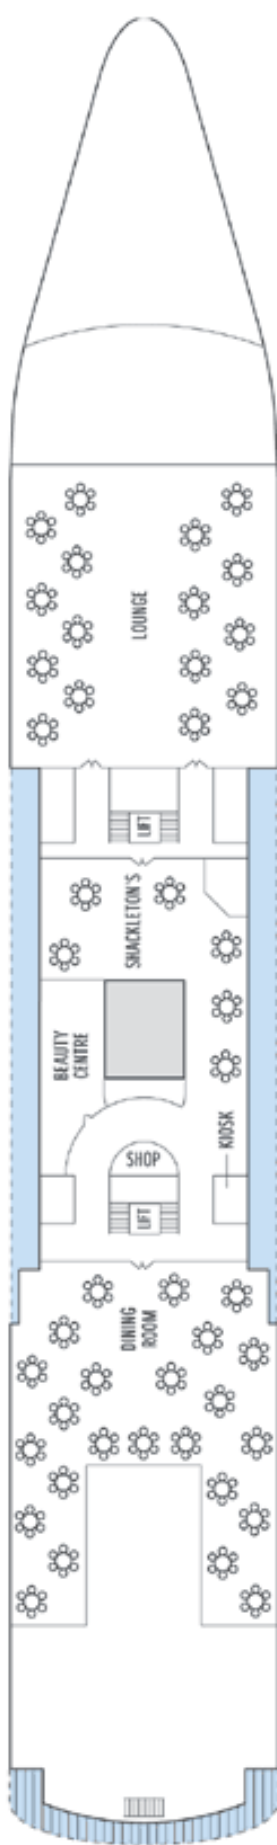 LOUNGE
LIFT
SHACKLETON'S
BEAUTY
CENTRE
KIOSK
SHOP
LIFT
DINING
ROOM